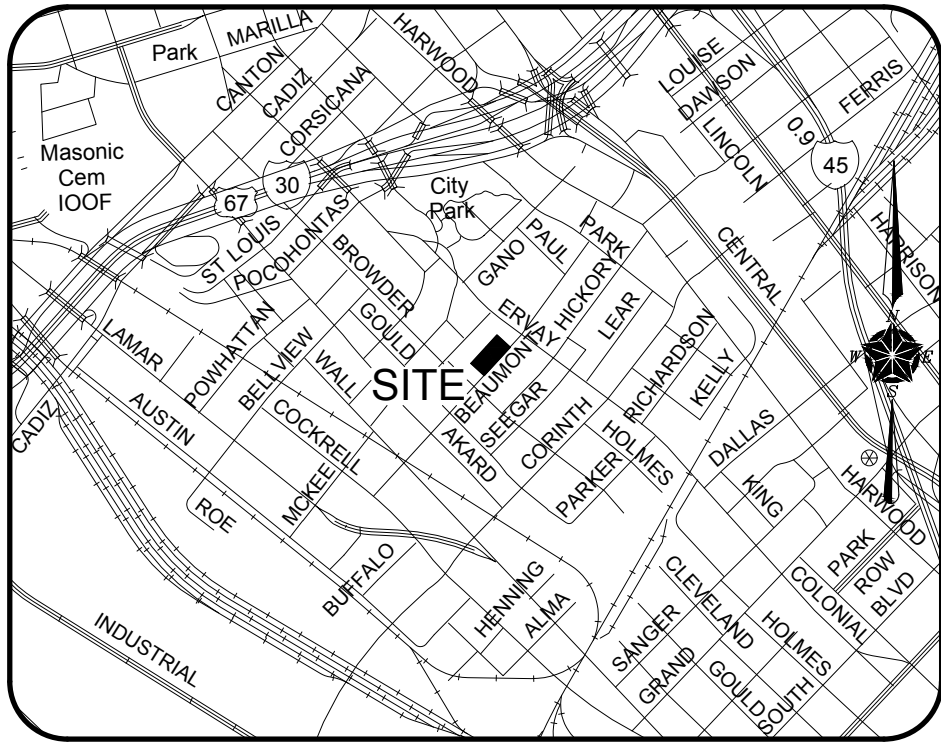 MARILLA
Park
HARWOOD
CANTON
CADIZ
CORSICANA
LOUISE
DAWSON
FERRIS
LINCOLN
0.9
45
Masonic
Cem
IOOF
30
67
City
Park
ST LOUIS
POCOHONTAS
BROWDER
GANO
PAUL
PARK
HICKORY
CENTRAL
HARRISON
ERVAY
LEAR
GOULD
LAMAR
POWHATTAN
BELLVIEW
WALL
SITE
BEAUMONT
SEEGAR
RICHARDSON
KELLY
N
W
E
S
CADIZ
AUSTIN
COCKRELL
AKARD
CORINTH
HOLMES
DALLAS
PARKER
MCKEE
ROE
KING
HARWOOD
BUFFALO
PARK
ROW
BLVD
COLONIAL
HENNING
ALMA
CLEVELAND
SANGER
HOLMES
GRAND
GOULD
SOUTH
INDUSTRIAL